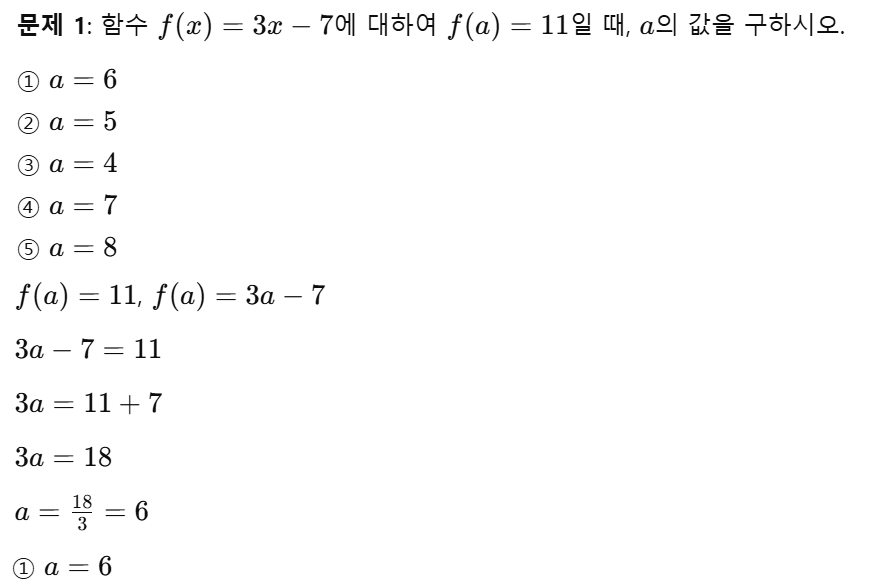 문제 1: 함수 f(x) = 3x − 7에 대하여 f(a) = 11일 때, a의 값을 구하시오.
① a = 6
② a = 5
③ a = 4
④ a = 7
⑤ a = 8
f(a) = 11, f(a) = 3a − 7
3a − 7 = 11
3a = 11 + 7
3a = 18
a = \frac{18}{3} = 6
① a = 6